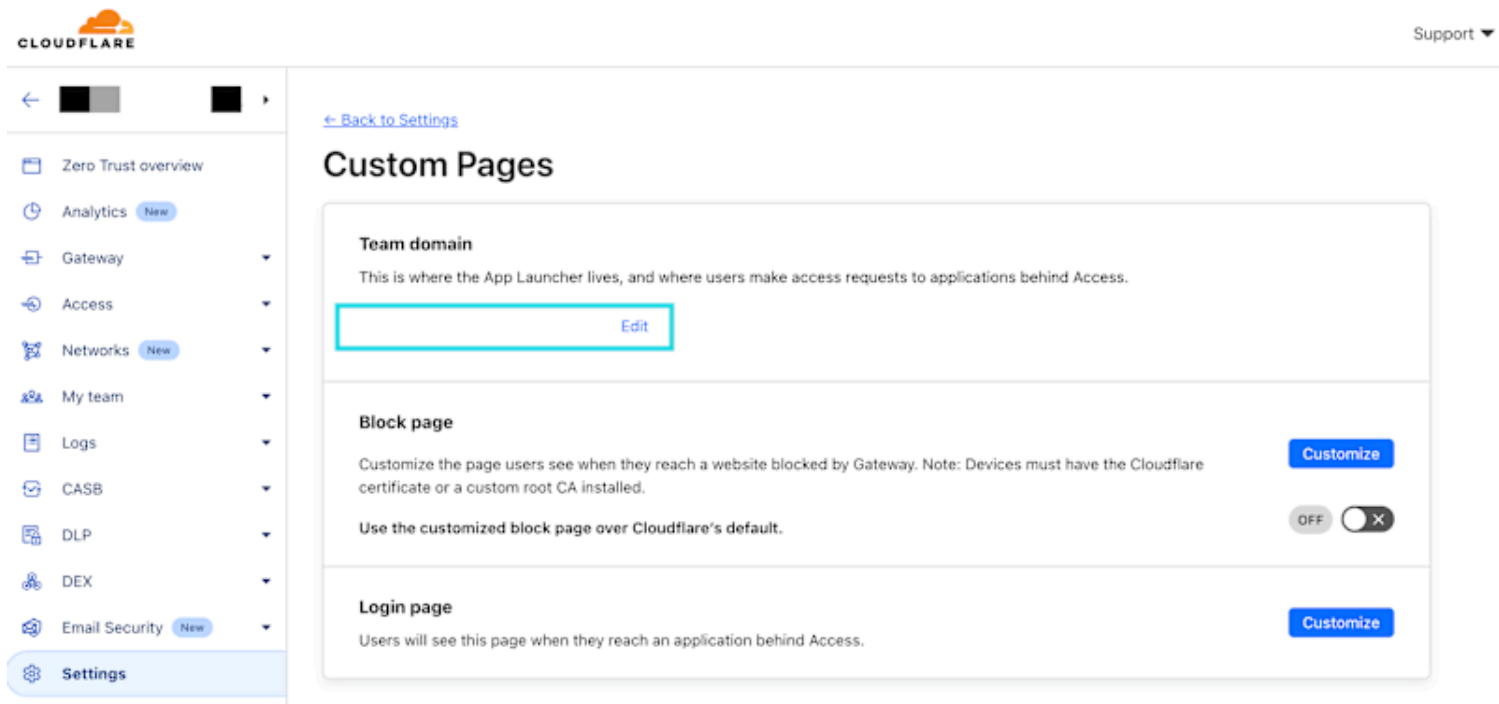 CLOUDFLARE
Support
Zero Trust overview
Analytics New
Gateway
Access
Networks New
My team
Logs
CASB
DLP
DEX
Email Security New
Settings
← Back to Settings
Custom Pages
Team domain
This is where the App Launcher lives, and where users make access requests to applications behind Access.
Edit
Block page
Customize the page users see when they reach a website blocked by Gateway. Note: Devices must have the Cloudflare
certificate or a custom root CA installed.
Customize
Use the customized block page over Cloudflare's default.
OFF
Login page
Users will see this page when they reach an application behind Access.
Customize